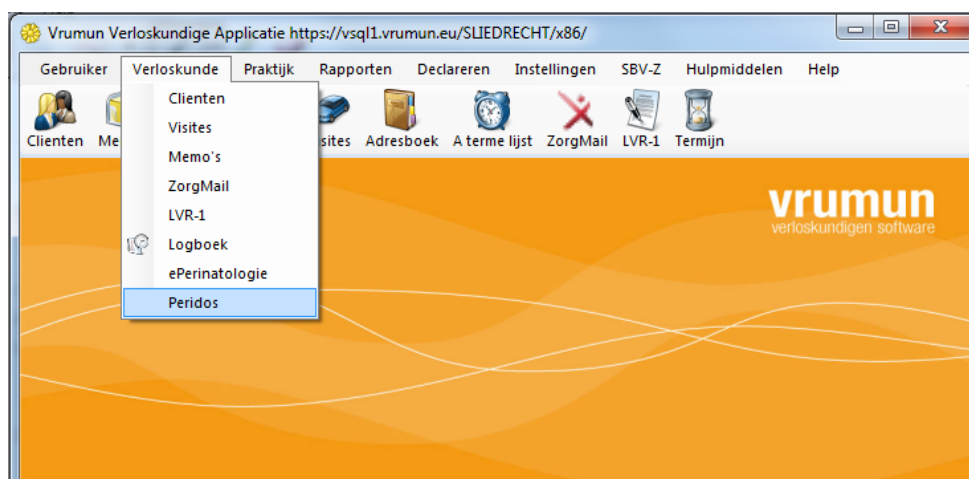 Vrumun Verloskundige Applicatie https://vsql1.vrumun.eu/SLIEDRECHT/x86/
Gebruiker Verloskunde Praktijk Rapporten Declareren Instellingen SBV-Z Hulpmiddelen Help
Clienten
Visites
Memo's
ZorgMail
LVR-1
Logboek
ePerinatologie
Peridos
Clienten Me sites Adresboek A terme lijst ZorgMail LVR-1 Termijn
vrumun
verloskundigen software